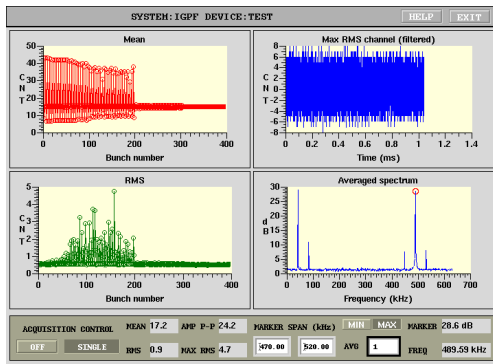 SYSTEM:IGPF DEVICE:TEST HELP EXIT
Mean
50
40
30
20
10
0
C
N
T
0 100 200 300 400
Bunch number
Max RMS channel (filtered)
8
6
4
2
0
-2
-4
-6
-8
C
N
T
0 0.2 0.4 0.6 0.8 1 1.2 1.4
Time (ms)
RMS
5
4
3
2
1
0
C
N
T
0 100 200 300 400
Bunch number
Averaged spectrum
30
25
20
15
10
5
0
d
B
0 100 200 300 400 500 600 700
Frequency (kHz)
ACQUISITION CONTROL
OFF SINGLE
MEAN 17.2 AMP P-P 24.2
RMS 0.9 MAX RMS 4.7
MARKER SPAN (kHz)
470.00 520.00
MIN MAX
AVG 1
MARKER 28.6 dB
FREQ 489.59 kHz